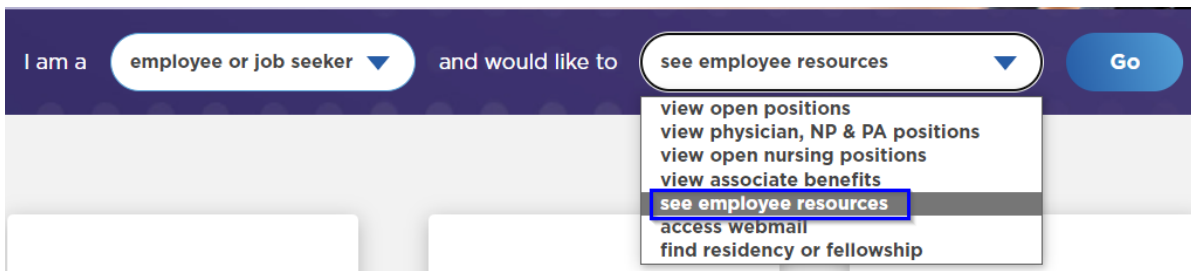 I am a employee or job seeker and would like to see employee resources Go
view open positions
view physician, NP & PA positions
view open nursing positions
view associate benefits
see employee resources
access webmail
find residency or fellowship